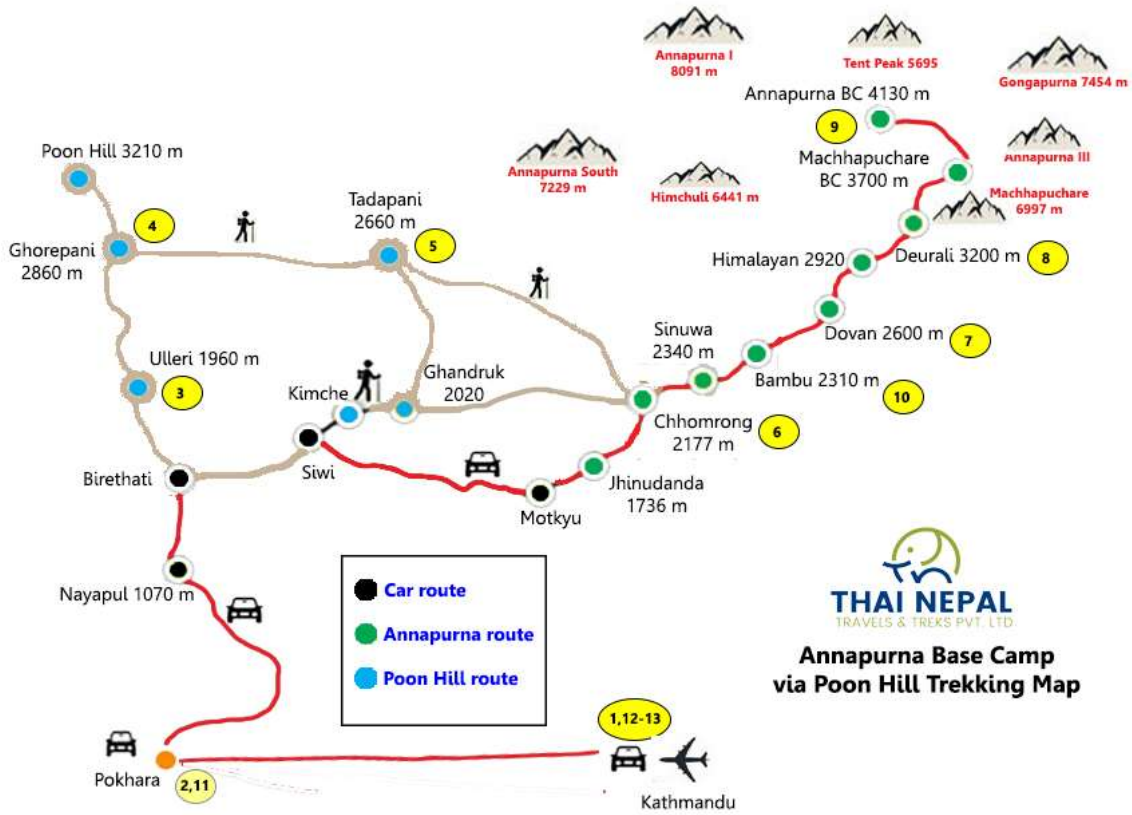 Annapurna I
8091 m
Tent Peak 5695
Gongapurna 7454 m
Annapurna BC 4130 m
9
Poon Hill 3210 m
Annapurna South
7229 m
Himchuli 6441 m
Machhapuchare
BC 3700 m
Annapurna III
Machhapuchare
6997 m
Tadapani
2660 m
4
5
Ghorepani
2860 m
Himalayan 2920
Deurali 3200 m
8
Sinuwa
2340 m
Dovan 2600 m
7
Ulleri 1960 m
3
Kimche
Ghandruk
2020
Bambu 2310 m
10
Chhomrong
2177 m
6
Birethati
Siwi
Jhinudanda
1736 m
Motkyu
Nayapul 1070 m
Car route
Annapurna route
Poon Hill route
THAI NEPAL
TRAVELS & TREKS PVT. LTD
Annapurna Base Camp
via Poon Hill Trekking Map
1,12-13
Pokhara
2,11
Kathmandu